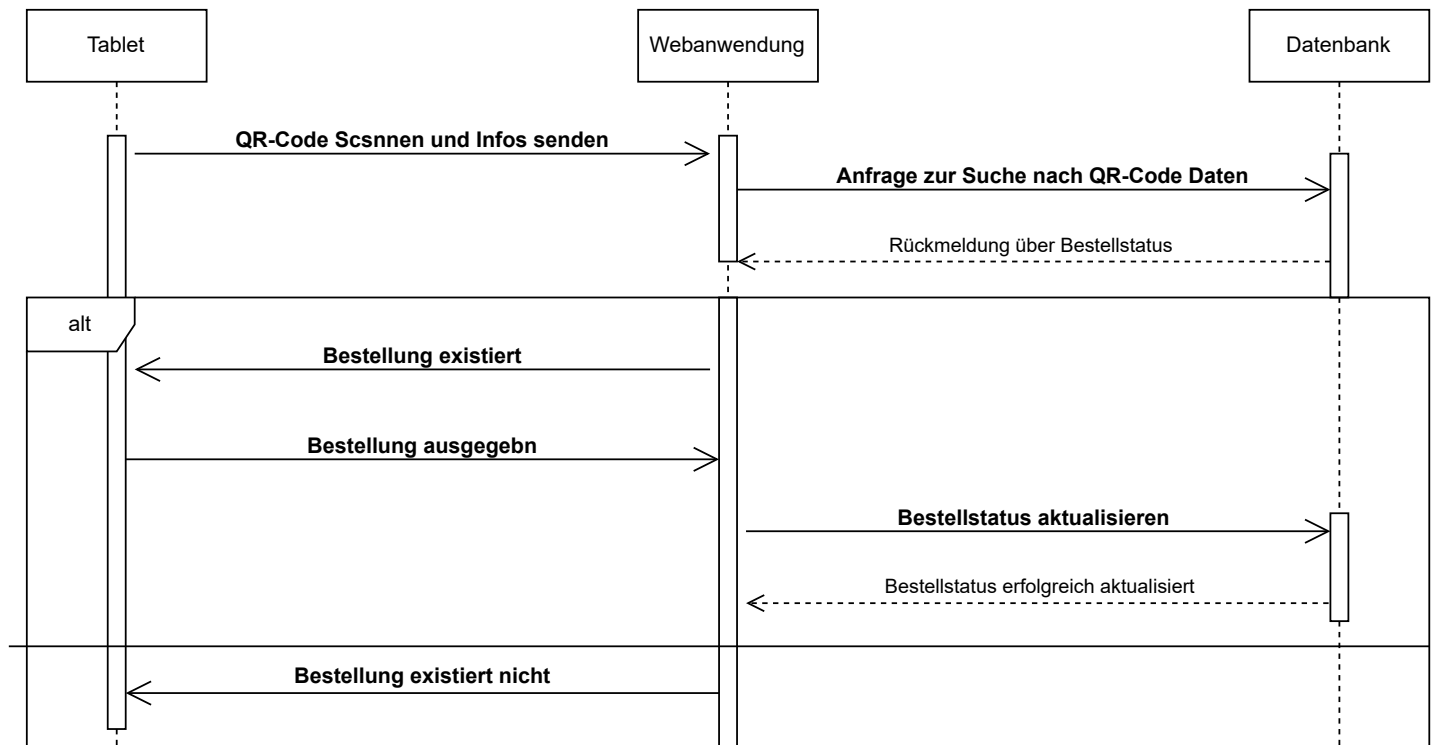 Tablet
Webanwendung
Datenbank
QR-Code Scsnnen und Infos senden
Anfrage zur Suche nach QR-Code Daten
Rückmeldung über Bestellstatus
alt
Bestellung existiert
Bestellung ausgegebn
Bestellstatus aktualisieren
Bestellstatus erfolgreich aktualisiert
Bestellung existiert nicht